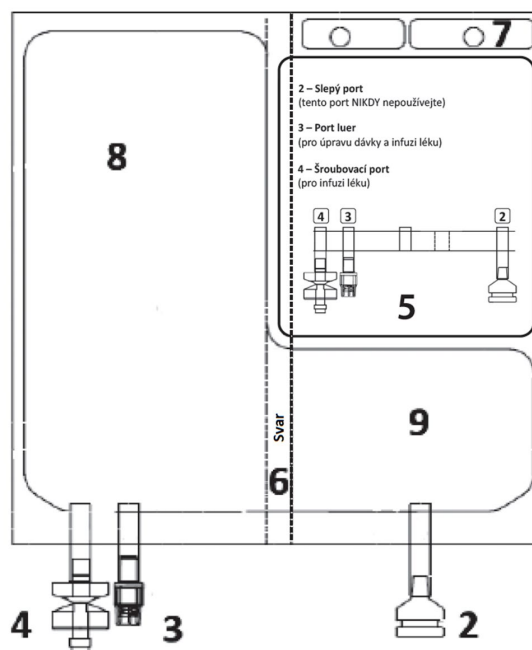 7
2 – Slepý port
(tento port NIKDY nepoužívejte)
3 – Port luer
(pro úpravu dávky a infuzi léku)
4 – Šroubovací port
(pro infuzi léku)
8
4 3 2
5
9
Svar
6
4 3 2